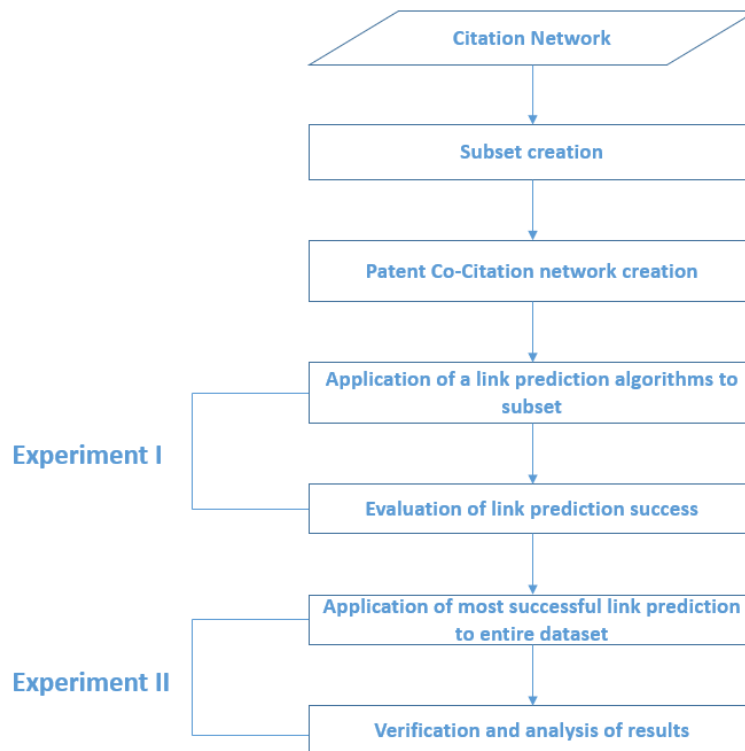 Citation Network
Subset creation
Patent Co-Citation network creation
Application of a link prediction algorithms to
subset
Experiment I
Evaluation of link prediction success
Application of most successful link prediction
to entire dataset
Experiment II
Verification and analysis of results